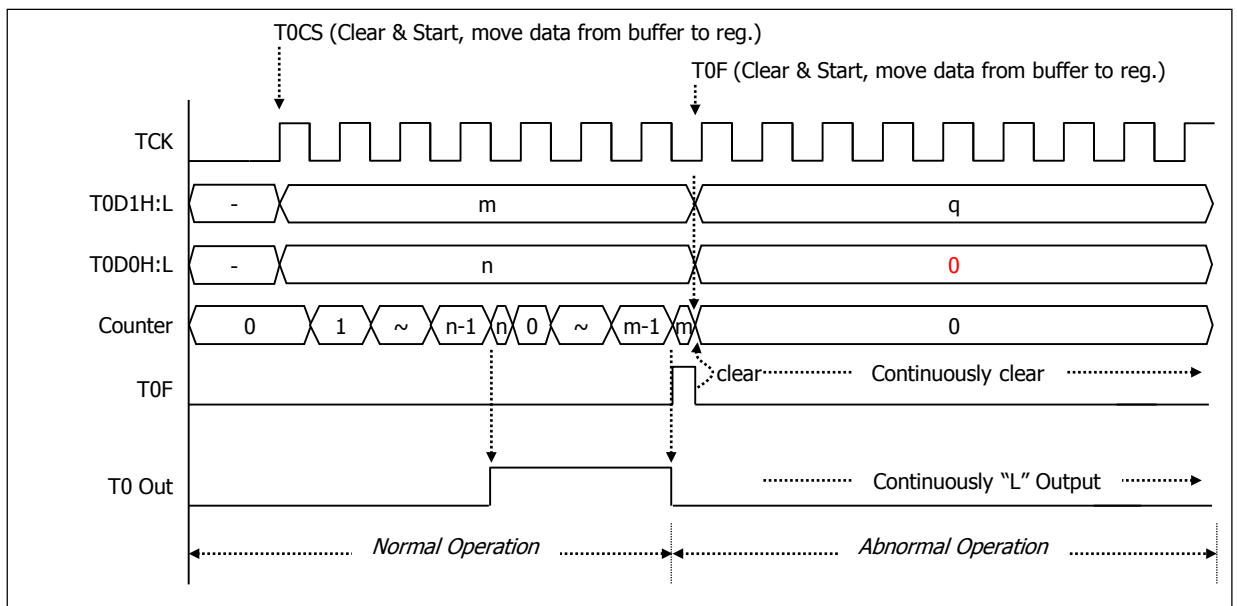 T0CS (Clear & Start, move data from buffer to reg.)
T0F (Clear & Start, move data from buffer to reg.)
TCK
T0D1H:L - m q
T0D0H:L - n 0
Counter 0 1 ~ n-1 n 0 ~ m-1 m 0
clear Continuously clear
T0F
T0 Out Continuously “L” Output
Normal Operation Abnormal Operation